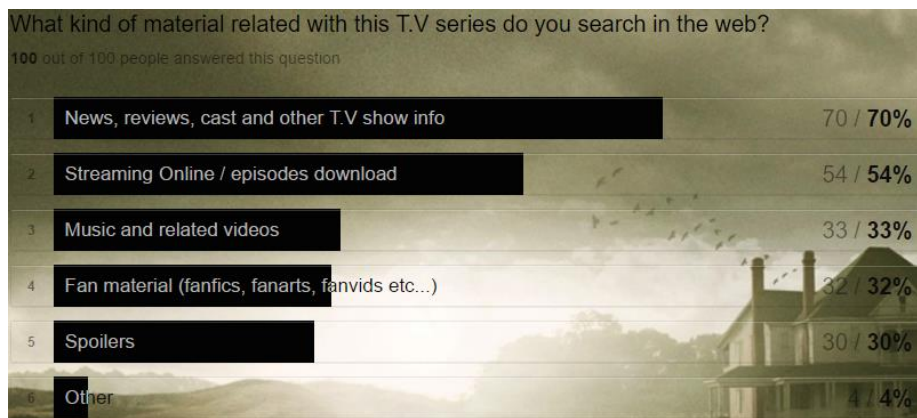 What kind of material related with this T.V series do you search in the web?
100 out of 100 people answered this question
1 News, reviews, cast and other T.V show info 70 / 70%
2 Streaming Online / episodes download 54 / 54%
3 Music and related videos 33 / 33%
4 Fan material (fanfics, fanarts, fanvids etc...) 32 / 32%
5 Spoilers 30 / 30%
6 Other 4 / 4%